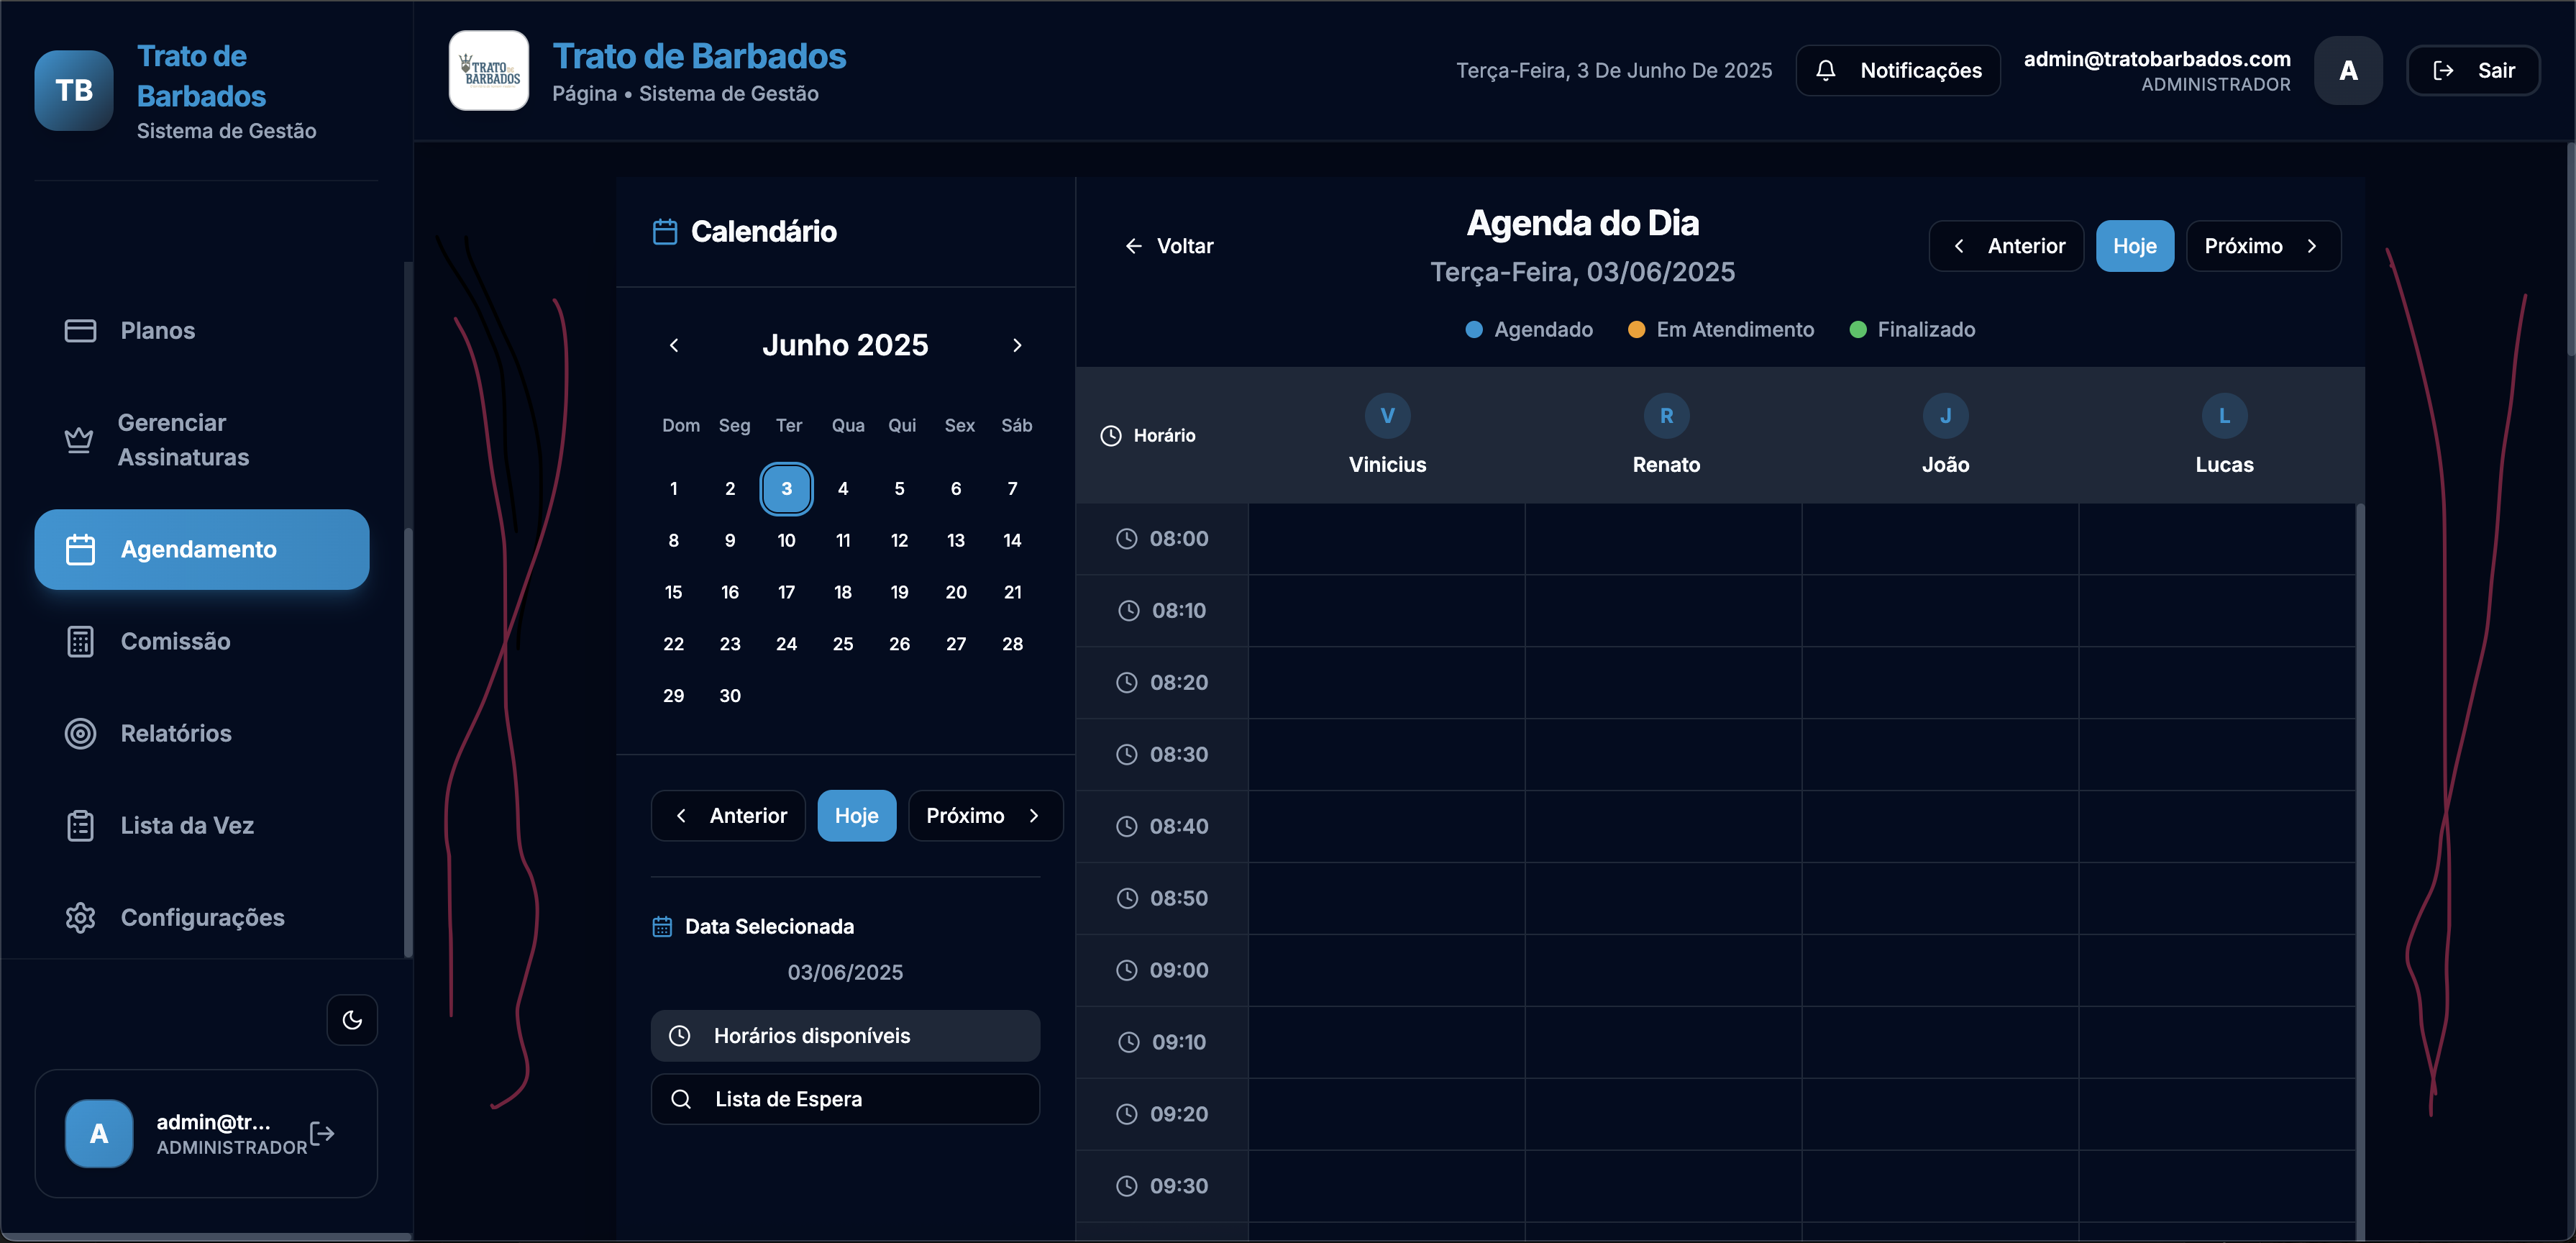 TB
Trato de
Barbados
Sistema de Gestão
Planos
Gerenciar
Assinaturas
Agendamento
Comissão
Relatórios
Lista da Vez
Configurações
A
admin@tr...
ADMINISTRADOR
TRATO DE
BARBADOS
Trato de Barbados
Página • Sistema de Gestão
Terça-Feira, 3 De Junho De 2025
Notificações
admin@tratobarbados.com
ADMINISTRADOR
A
Sair
Calendário
Junho 2025
Dom Seg Ter Qua Qui Sex Sáb
1 2 3 4 5 6 7
8 9 10 11 12 13 14
15 16 17 18 19 20 21
22 23 24 25 26 27 28
29 30
Anterior Hoje Próximo
Data Selecionada
03/06/2025
Horários disponíveis
Lista de Espera
Voltar
Agenda do Dia
Terça-Feira, 03/06/2025
Anterior Hoje Próximo
Agendado Em Atendimento Finalizado
Horário
V R J L
Vinicius Renato João Lucas
08:00
08:10
08:20
08:30
08:40
08:50
09:00
09:10
09:20
09:30